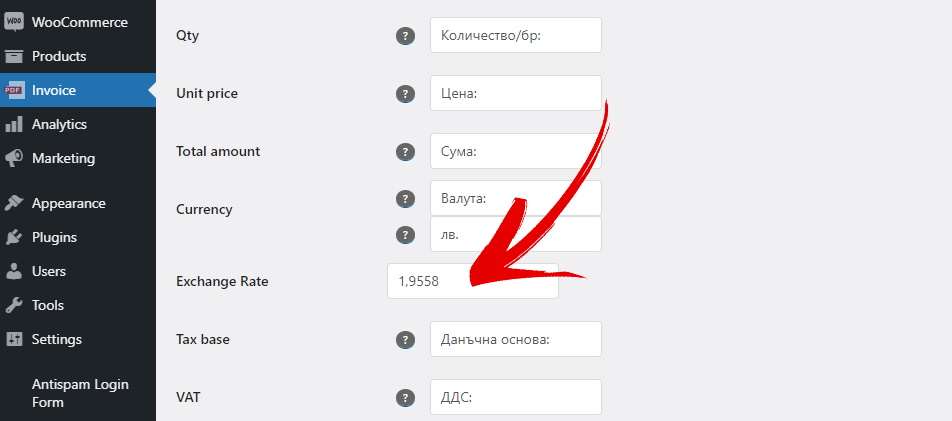 WOO
WooCommerce
Products
PDF
Invoice
Analytics
Marketing
Appearance
Plugins
Users
Tools
Settings
Antispam Login
Form
Qty
?
Количество/бр:
Unit price
?
Цена:
Total amount
?
Сума:
Currency
?
Валута:
?
лв.
Exchange Rate
1,9558
Tax base
?
Данъчна основа:
VAT
?
ДДС: